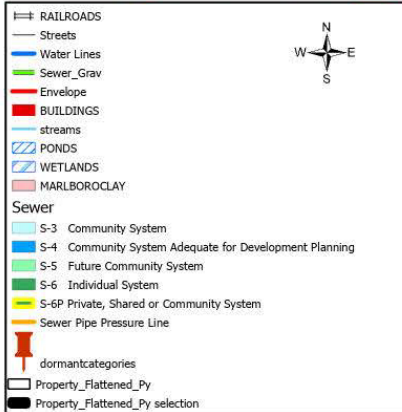 RAILROADS
Streets
Water Lines
Sewer_Grav
Envelope
BUILDINGS
streams
PONDS
WETLANDS
MARLBOROCLAY
Sewer
S-3 Community System
S-4 Community System Adequate for Development Planning
S-5 Future Community System
S-6 Individual System
S-6P Private, Shared or Community System
Sewer Pipe Pressure Line
dormantcategories
Property_Flattened_Py
Property_Flattened_Py selection
N
W E
S